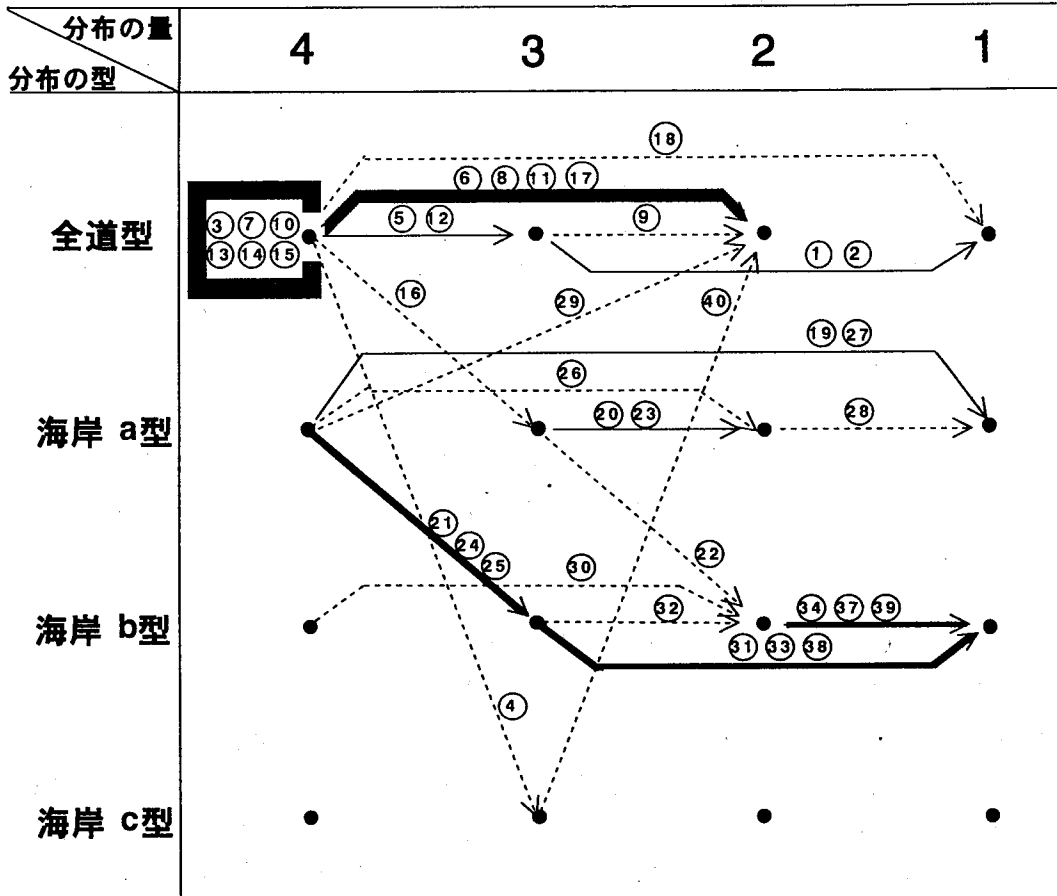 分布の量
分布の型
4 3 2 1
⑱
⑥ ⑧ ⑪ ⑰
③ ⑦ ⑩
⑤ ⑫
⑨
全道型
⑬ ⑭ ⑮
① ②
⑯
㉙
㊵
⑲ ㉗
㉖
⑳ ㉓
㉘
海岸 a型
㉑
㉔
㉕
㉒
㉚
㉜
㉞ ㊲ ㊴
海岸 b型
㉛ ㉝ ㊳
④
海岸 c型